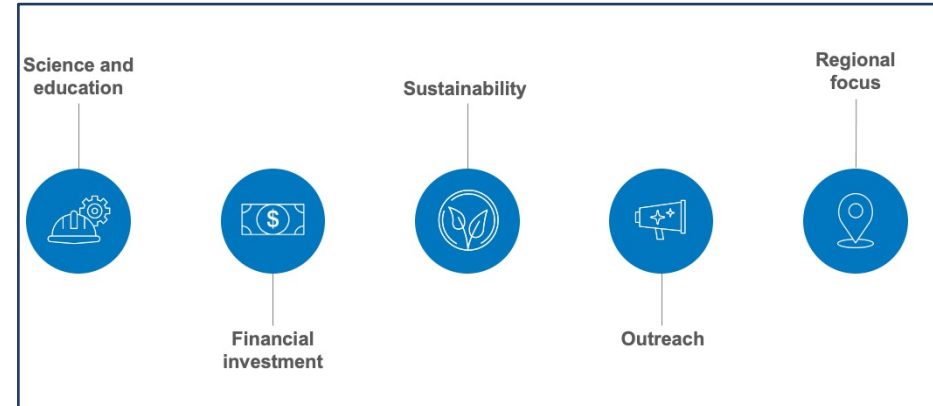 Science and
education
Financial
investment
Sustainability
Outreach
Regional
focus
$